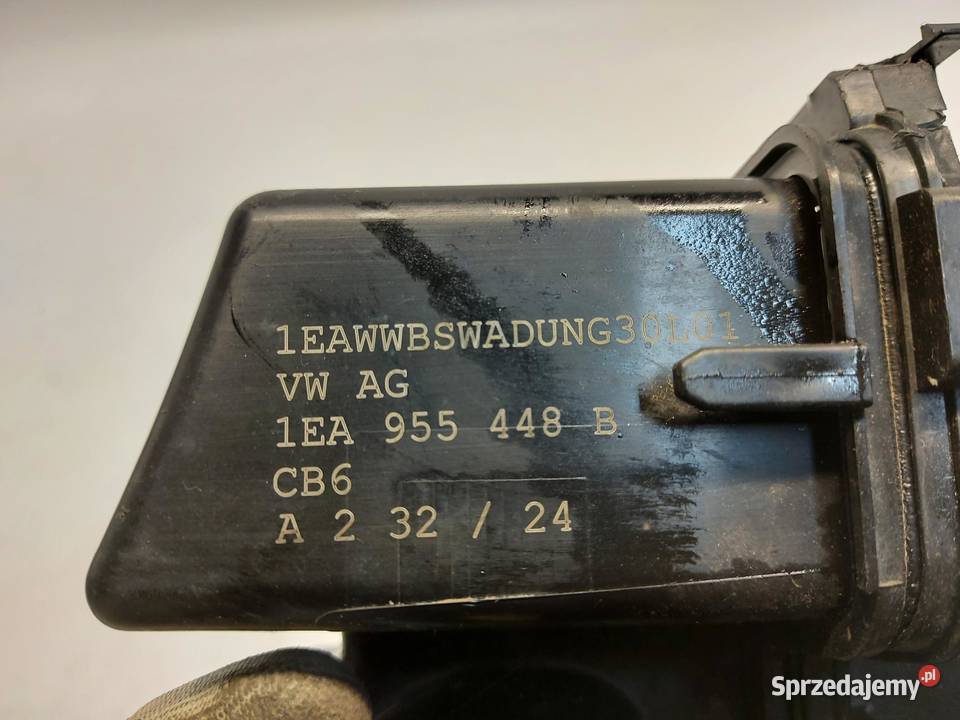 1EAWWBSWADUNG30L01
VW AG
1EA 955 448 B
CB6
A 2 32 / 24
Sprzedajemy.pl